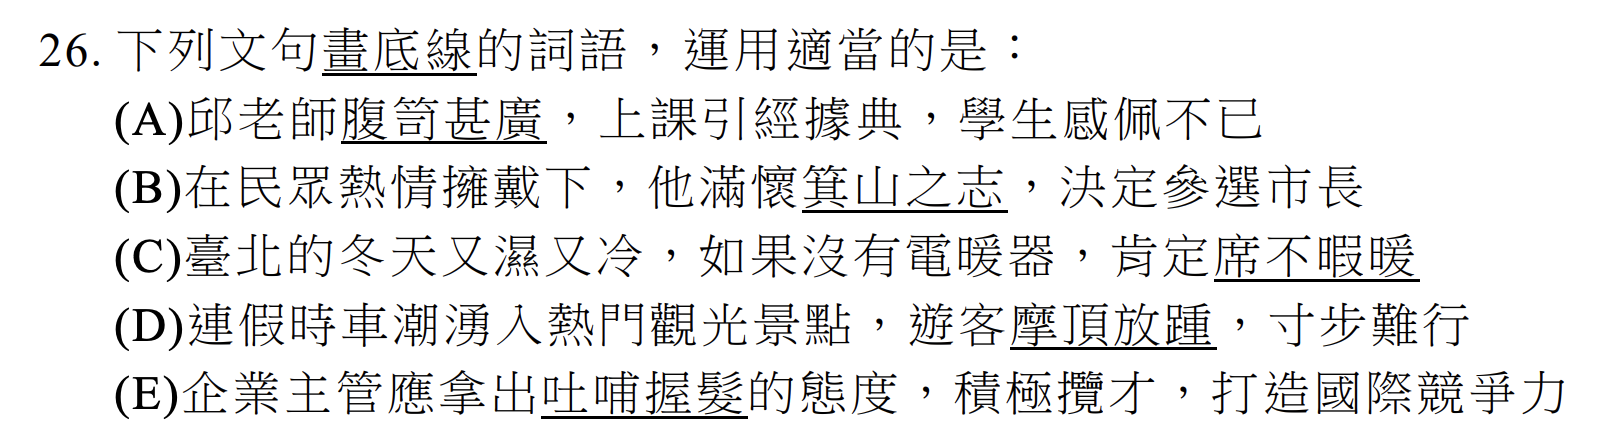 26. 下列文句畫底線的詞語，運用適當的是：
(A)邱老師腹笥甚廣，上課引經據典，學生感佩不已
(B)在民眾熱情擁戴下，他滿懷箕山之志，決定參選市長
(C)臺北的冬天又濕又冷，如果沒有電暖器，肯定席不暇暖
(D)連假時車潮湧入熱門觀光景點，遊客摩頂放踵，寸步難行
(E)企業主管應拿出吐哺握髮的態度，積極攬才，打造國際競爭力